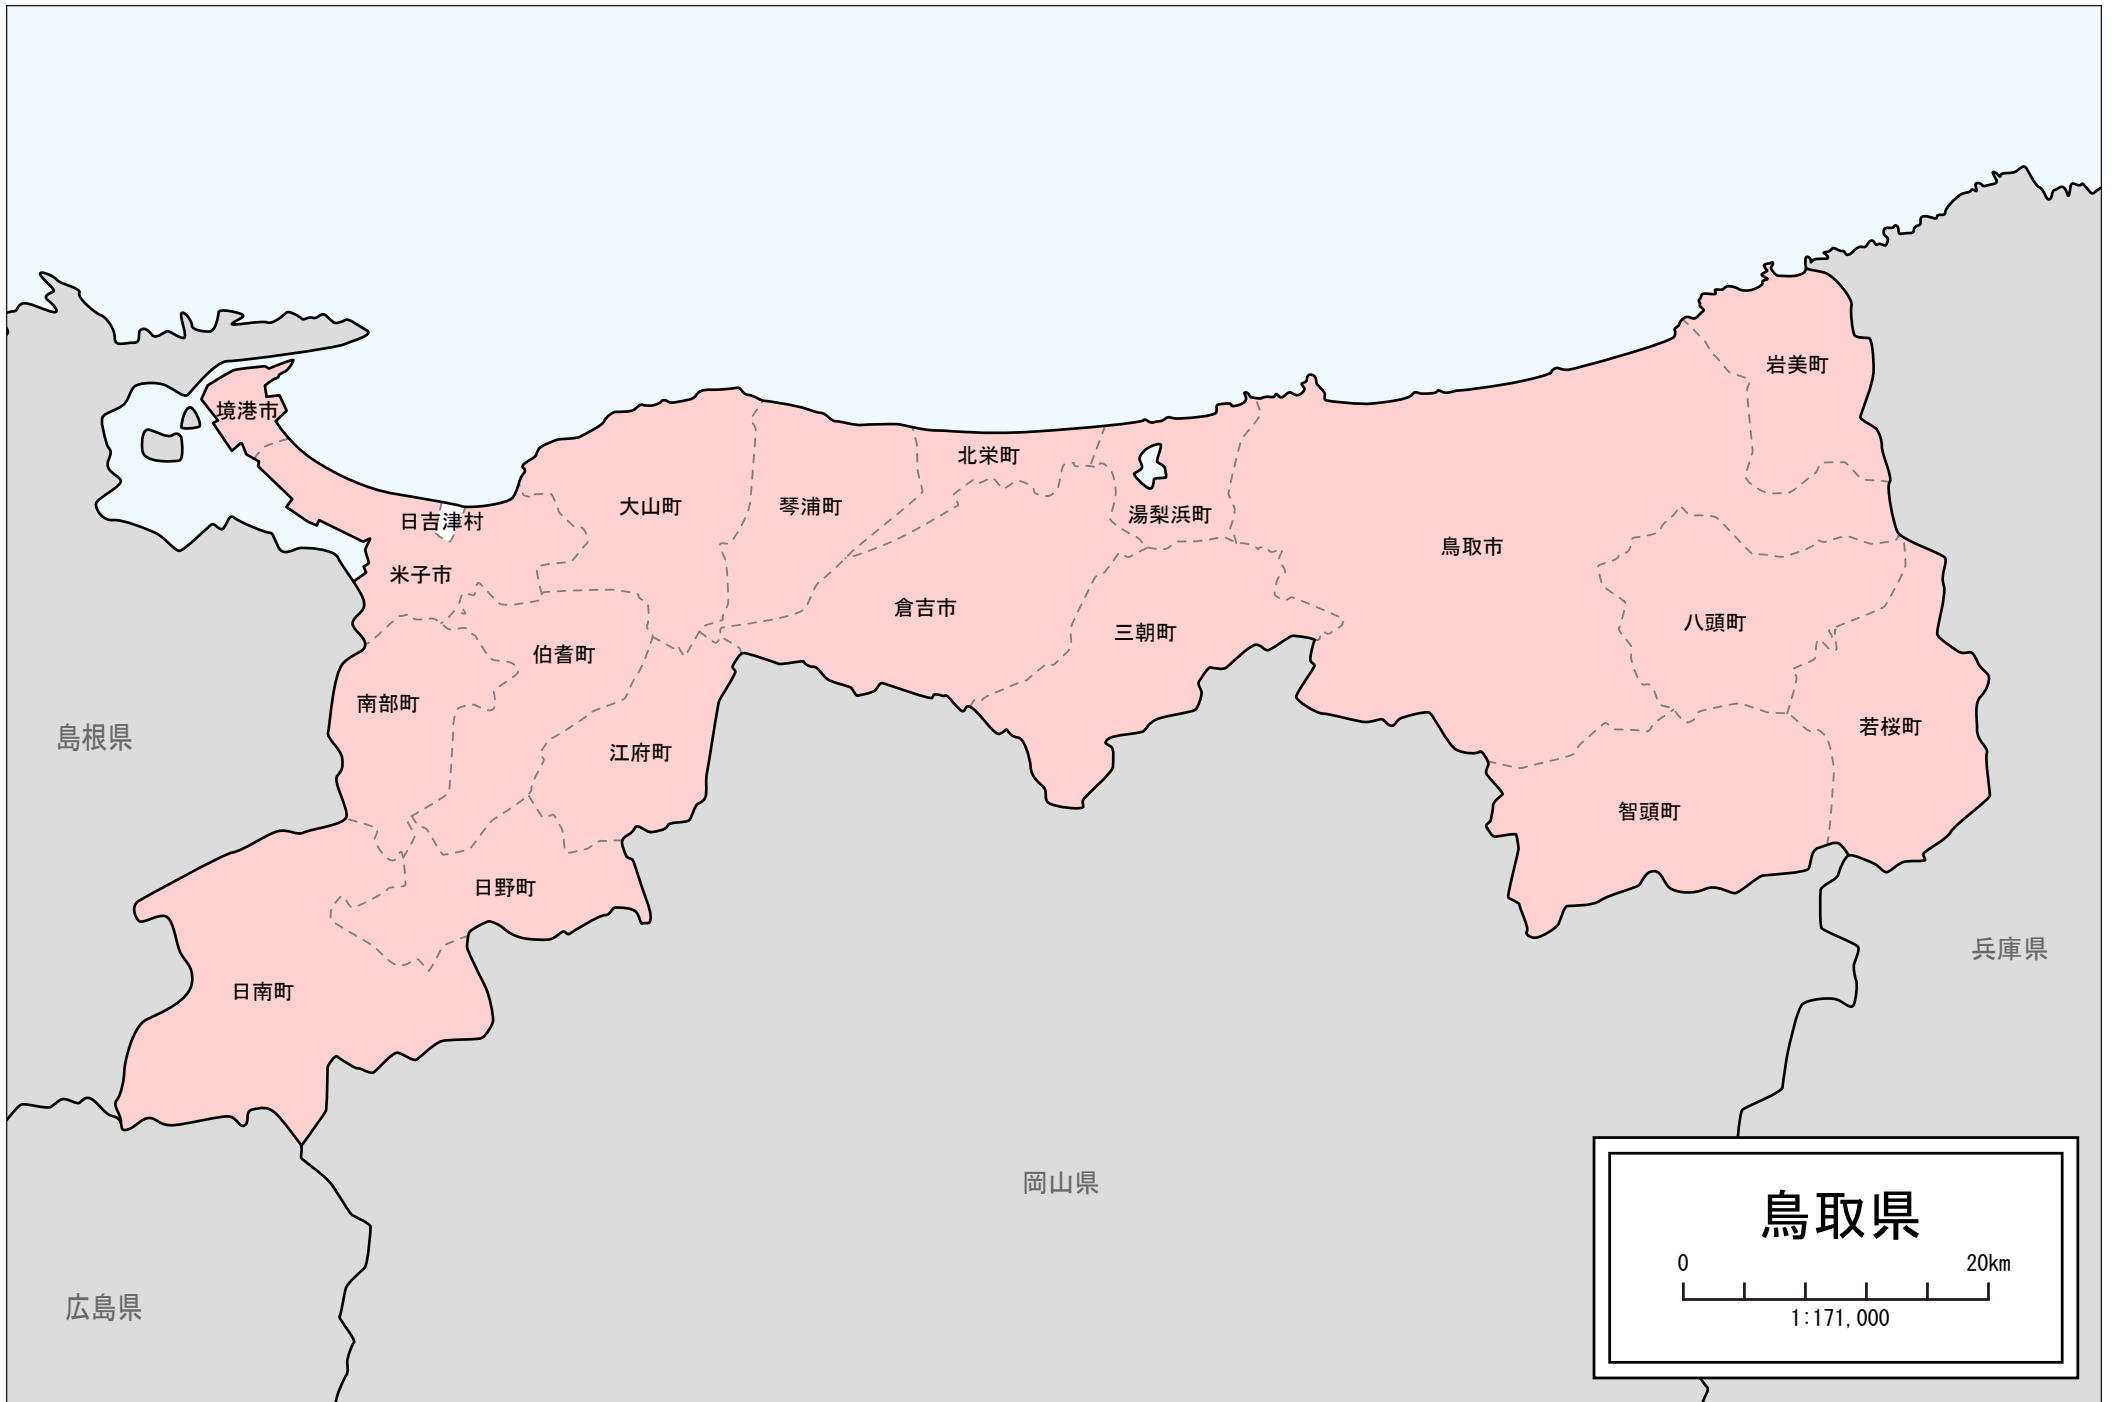 岩美町
境港市
北栄町
大山町
琴浦町
湯梨浜町
日吉津村
鳥取市
米子市
倉吉市
八頭町
三朝町
伯耆町
南部町
若桜町
島根県
江府町
智頭町
日野町
兵庫県
日南町
岡山県
鳥取県
0 20km
1:171,000
広島県